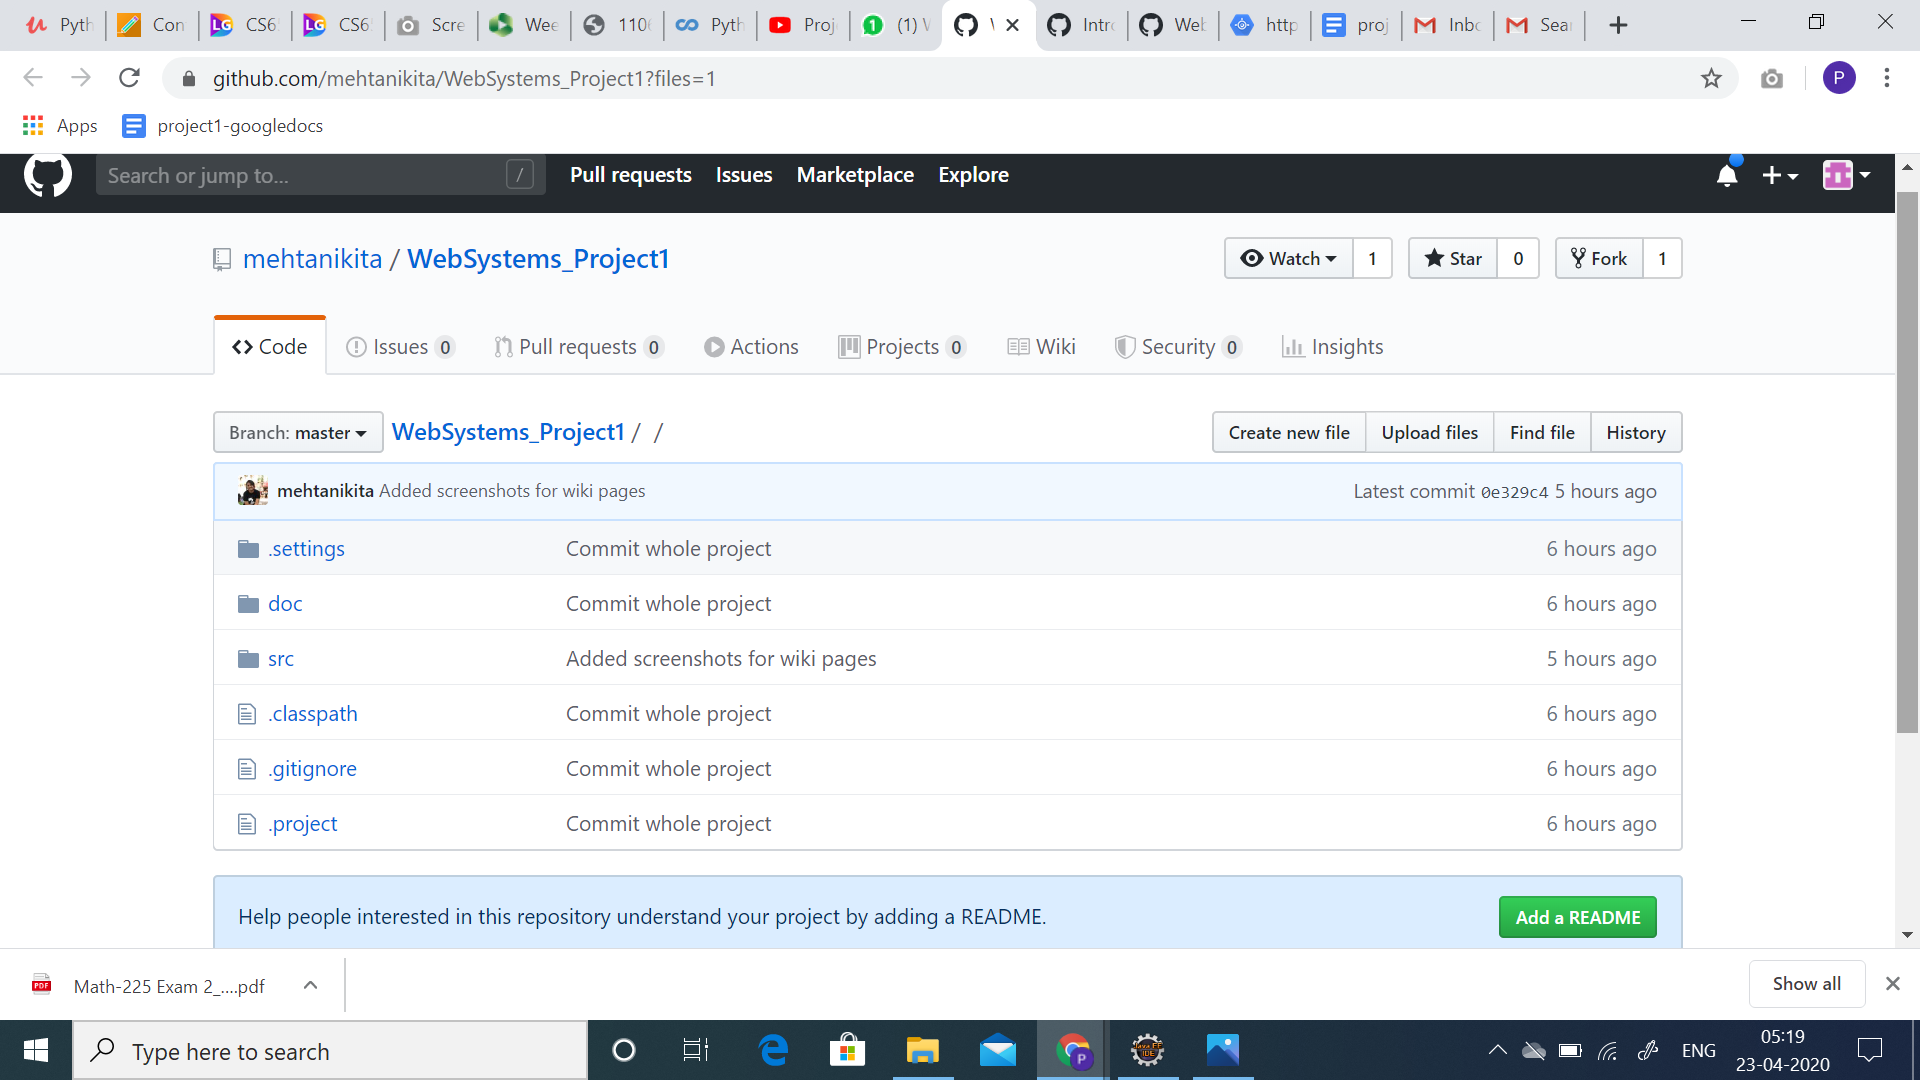 Pyth Con CS6 CS6 Scre Wee 110 Pyth Proj (1) W Intro Web http proj Inbo Sear
github.com/mehtanikita/WebSystems_Project1?files=1 P
Apps project1-googledocs
Search or jump to... / Pull requests Issues Marketplace Explore
mehtanikita / WebSystems_Project1 Watch 1 Star 0 Fork 1
Code Issues 0 Pull requests 0 Actions Projects 0 Wiki Security 0 Insights
Branch: master WebSystems_Project1 / / Create new file Upload files Find file History
mehtanikita Added screenshots for wiki pages Latest commit 0e329c4 5 hours ago
.settings Commit whole project 6 hours ago
doc Commit whole project 6 hours ago
src Added screenshots for wiki pages 5 hours ago
.classpath Commit whole project 6 hours ago
.gitignore Commit whole project 6 hours ago
.project Commit whole project 6 hours ago
Help people interested in this repository understand your project by adding a README. Add a README
PDF Math-225 Exam 2_....pdf Show all
Type here to search ENG 05:19
23-04-2020